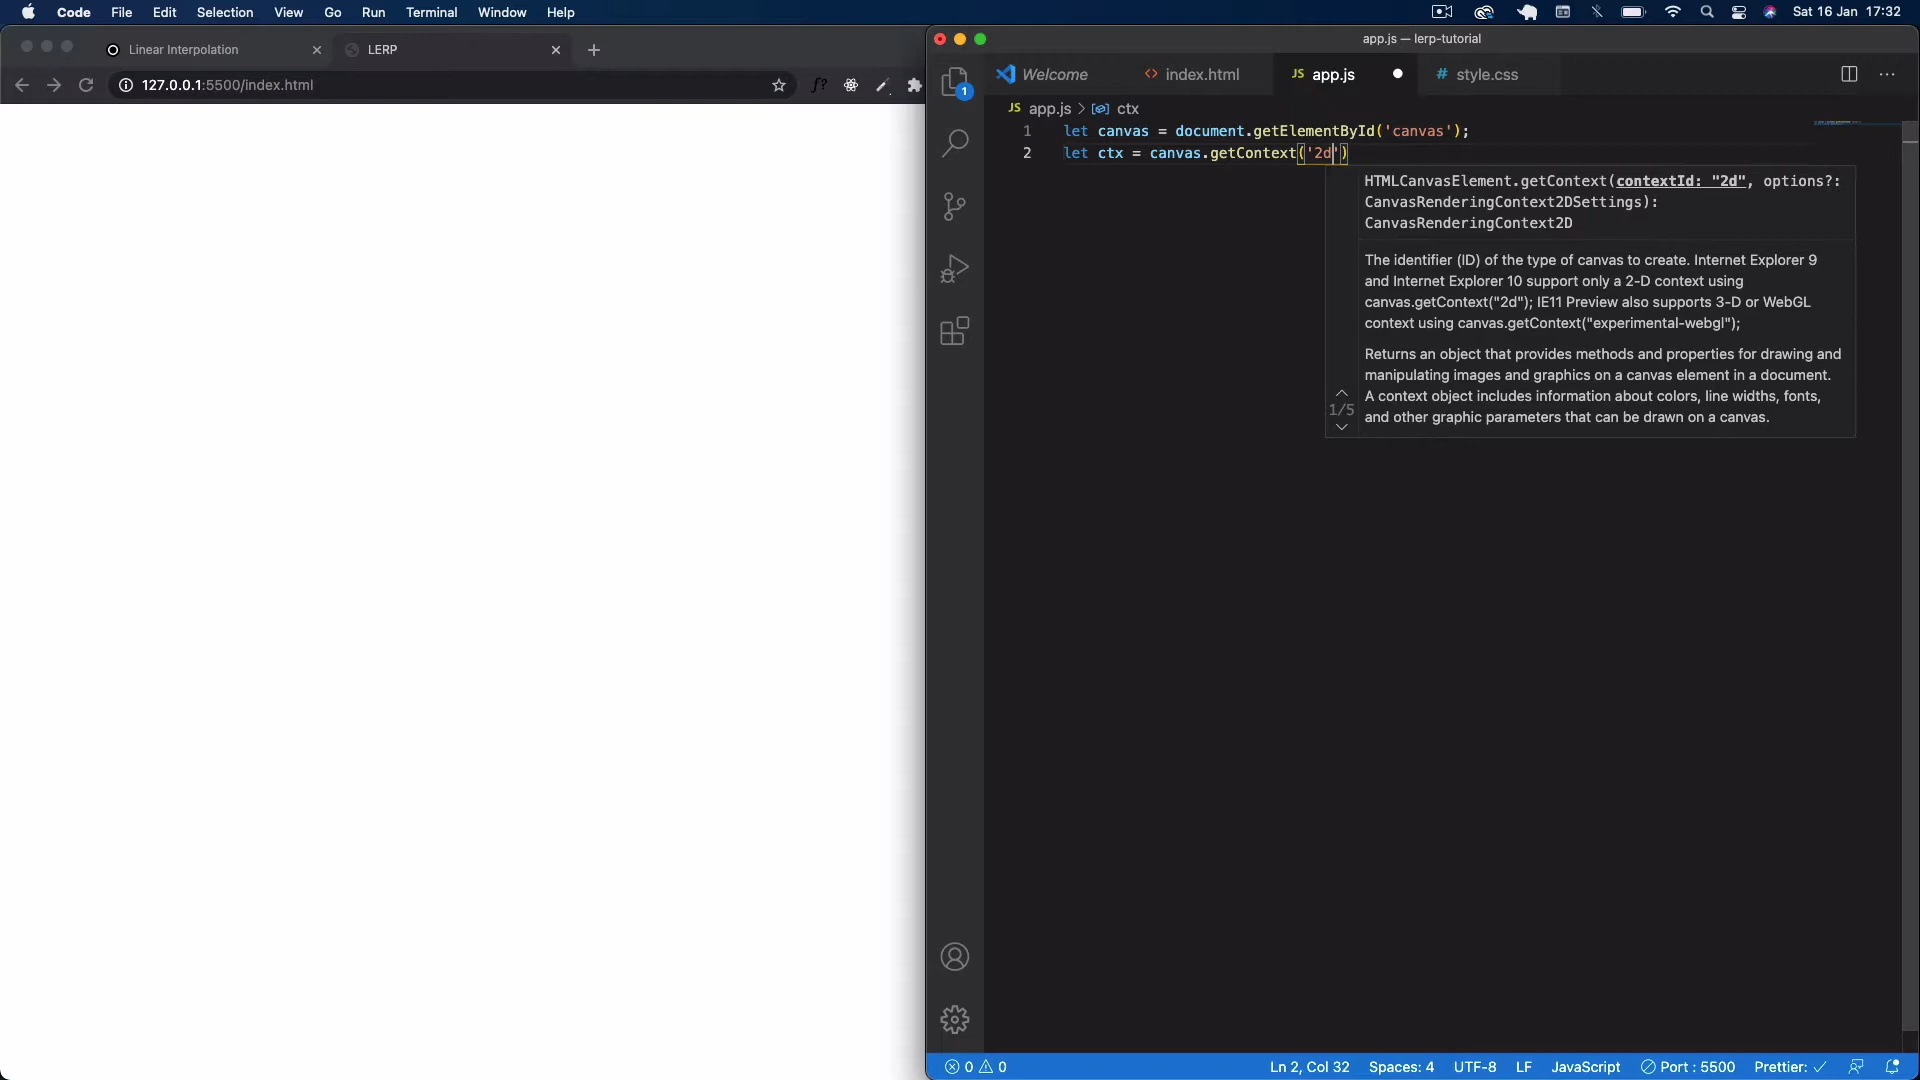 Code File Edit Selection View Go Run Terminal Window Help Sat 16 Jan 17:32
Linear Interpolation LERP
127.0.0.1:5500/index.html
app.js — lerp-tutorial
Welcome index.html JS app.js # style.css
JS app.js > ctx
1 let canvas = document.getElementById('canvas');
2 let ctx = canvas.getContext('2d')
HTMLCanvasElement.getContext(contextId: "2d", options?:
CanvasRenderingContext2DSettings):
CanvasRenderingContext2D
The identifier (ID) of the type of canvas to create. Internet Explorer 9
and Internet Explorer 10 support only a 2-D context using
canvas.getContext("2d"); IE11 Preview also supports 3-D or WebGL
context using canvas.getContext("experimental-webgl");
Returns an object that provides methods and properties for drawing and
manipulating images and graphics on a canvas element in a document.
A context object includes information about colors, line widths, fonts,
and other graphic parameters that can be drawn on a canvas.
1/5
1
f?
0 0 Ln 2, Col 32 Spaces: 4 UTF-8 LF JavaScript Port : 5500 Prettier: ✓